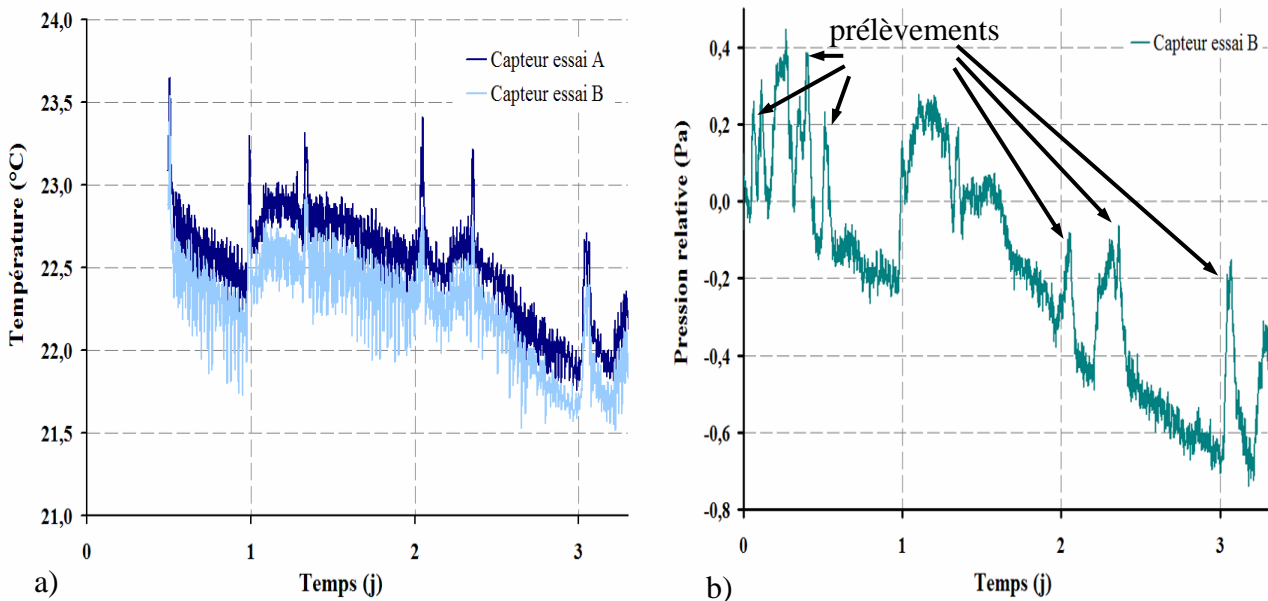 24,0
23,5
23,0
22,5
22,0
21,5
21,0
Température (°C)
Capteur essai A
Capteur essai B
0
1
2
3
Temps (j)
a)
0,4
0,2
0,0
-0,2
-0,4
-0,6
-0,8
Pression relative (Pa)
prélèvements
Capteur essai B
0
1
2
3
Temps (j)
b)